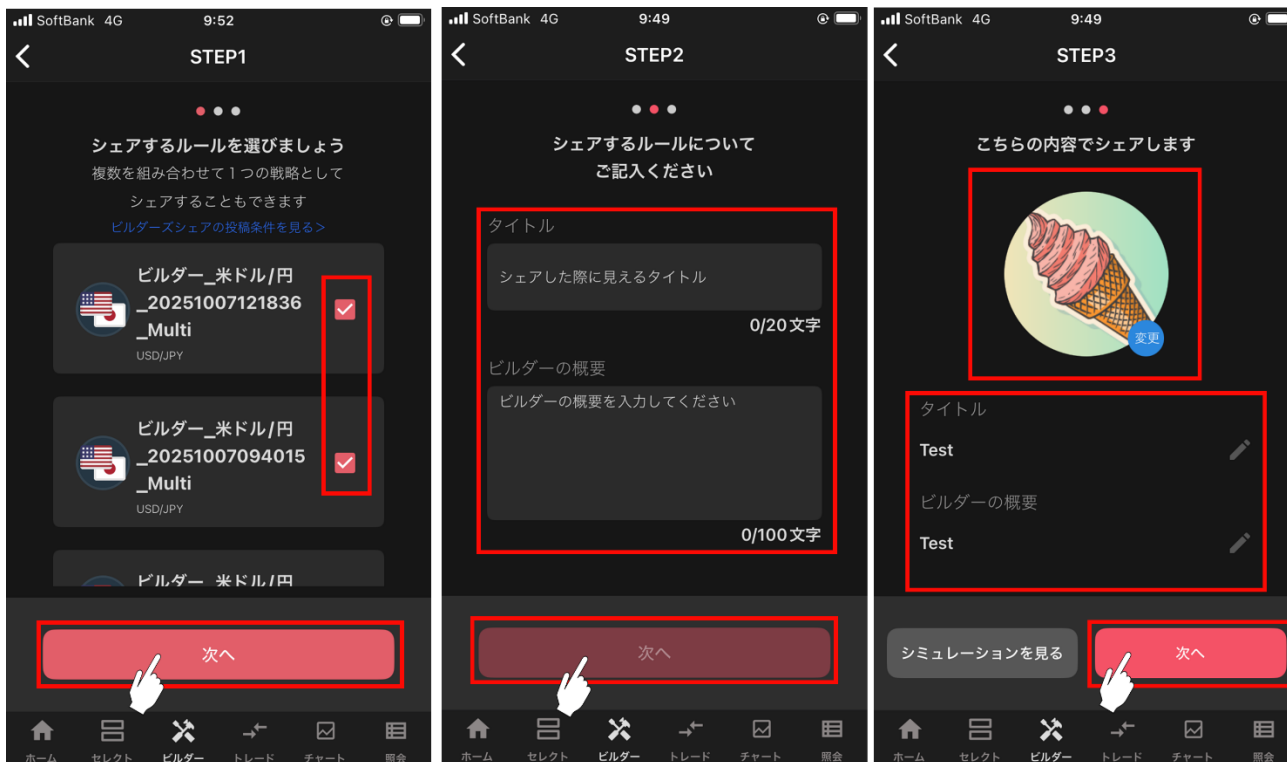 SoftBank 4G 9:52
STEP1
シェアするルールを選びましょう
複数を組み合わせて1つの戦略として
シェアすることもできます
ビルダーズシェアの投稿条件を見る>
ビルダー_米ドル/円
_20251007121836
_Multi
USD/JPY
ビルダー_米ドル/円
_20251007094015
_Multi
USD/JPY
ビルダー_米ドル/円
次へ
ホーム セレクト ビルダー トレード チャート 照会
SoftBank 4G 9:49
STEP2
シェアするルールについて
ご記入ください
タイトル
シェアした際に見えるタイトル
0/20文字
ビルダーの概要
ビルダーの概要を入力してください
0/100文字
次へ
ホーム セレクト ビルダー トレード チャート 照会
SoftBank 4G 9:49
STEP3
こちらの内容でシェアします
変更
タイトル
Test
ビルダーの概要
Test
シミュレーションを見る 次へ
ホーム セレクト ビルダー トレード チャート 照会